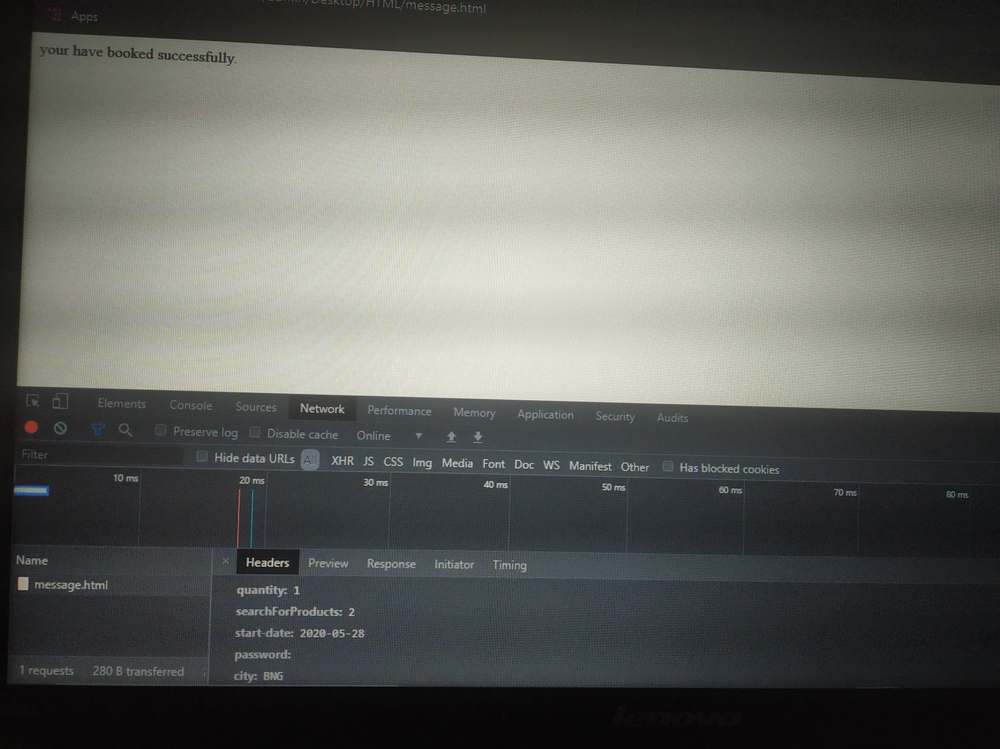 Desktop/HTML/message.html
Apps
your have booked successfully.
Elements Console Sources Network Performance Memory Application Security Audits
Preserve log Disable cache Online
Filter Hide data URLs All XHR JS CSS Img Media Font Doc WS Manifest Other Has blocked cookies
10 ms 20 ms 30 ms 40 ms 50 ms 60 ms 70 ms 80 ms
Name × Headers Preview Response Initiator Timing
message.html
quantity: 1
searchForProducts: 2
start-date: 2020-05-28
password:
city: BNG
1 requests 280 B transferred
lenovo